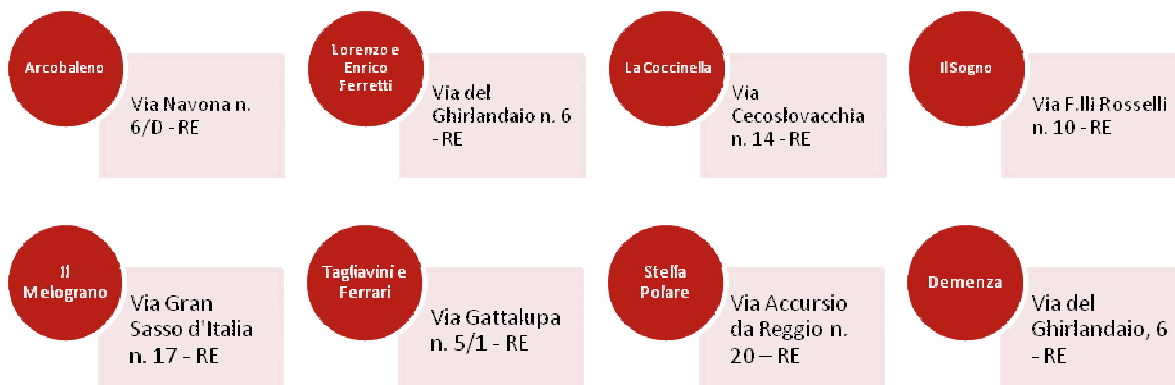 Arcobaleno
Via Navona n.
6/D - RE
Lorenzo e
Enrico
Ferretti
Via del
Ghirlandaio n. 6
- RE
La Coccinella
Via
Cecoslovacchia
n. 14 - RE
Il Sogno
Via F.lli Rosselli
n. 10 - RE
Il
Melograno
Via Gran
Sasso d'Italia
n. 17 - RE
Tagliavini e
Ferrari
Via Gattalupa
n. 5/1 - RE
Stella
Polare
Via Accursio
da Reggio n.
20 – RE
Demenza
Via del
Ghirlandaio, 6
- RE